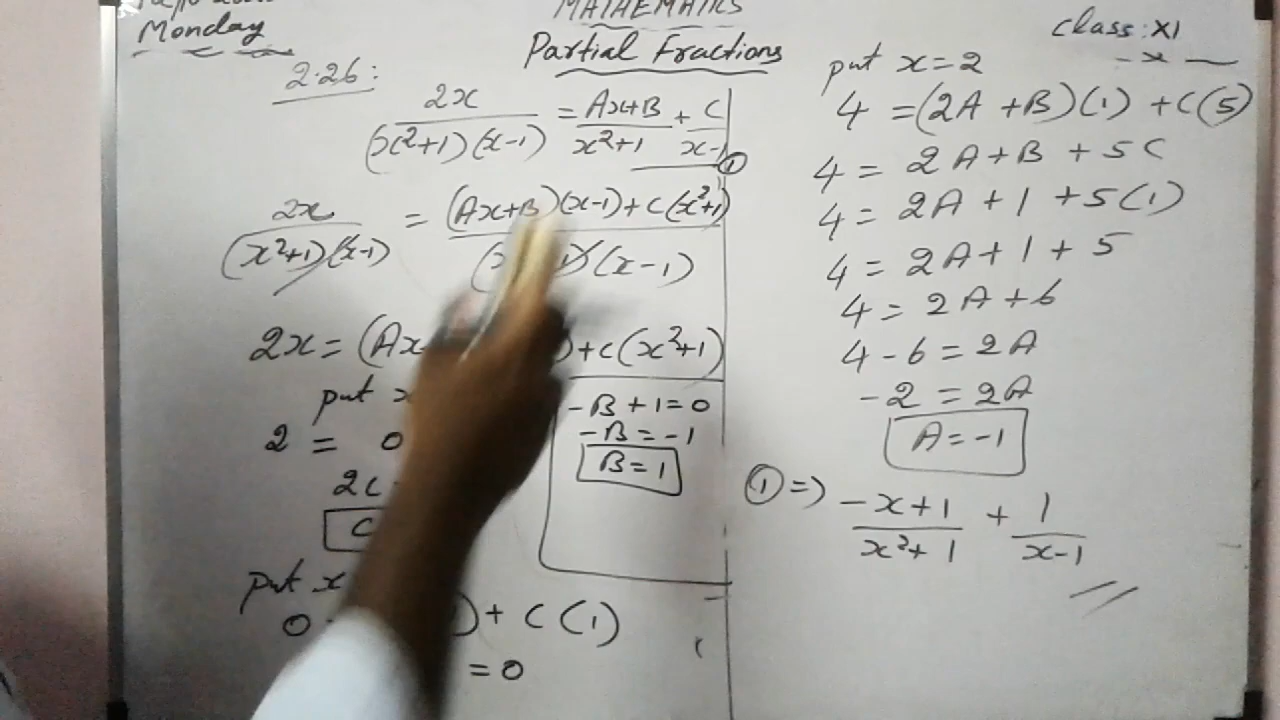 MATHEMATICS
Monday
Partial Fractions
Class: XI
2.26:
2x / (x²+1)(x-1) = Ax+B / x²+1 + C / x-1 ①
2x / (x²+1)(x-1) = (Ax+B)(x-1)+C(x²+1) / (x-1)
2x = (Ax +C(x²+1)
put
2 = 0
2C
C
put x
0 + C(1)
= 0
-B+1=0
-B=-1
B=1
put x=2
4 =(2A+B)(1)+C(5)
4 = 2A+B+5C
4 = 2A+1+5(1)
4 = 2A+1+5
4 = 2A+6
4-6=2A
-2=2A
A=-1
①=> -x+1 / x²+1 + 1 / x-1